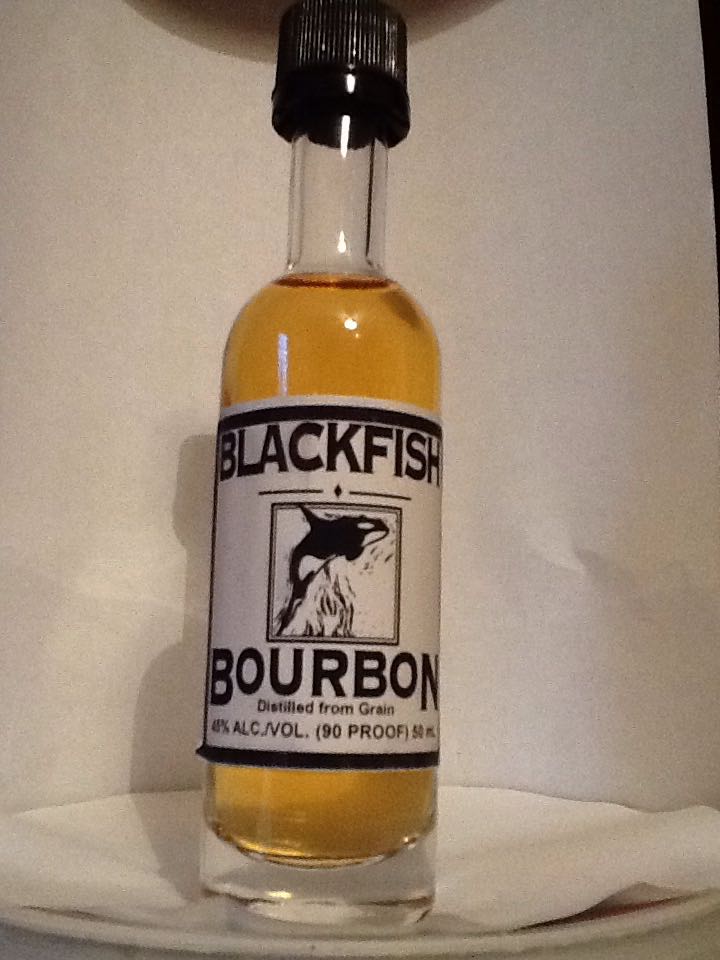 BLACKFISH
BOURBON
Distilled from Grain
45% ALC./VOL. (90 PROOF) 50 mL